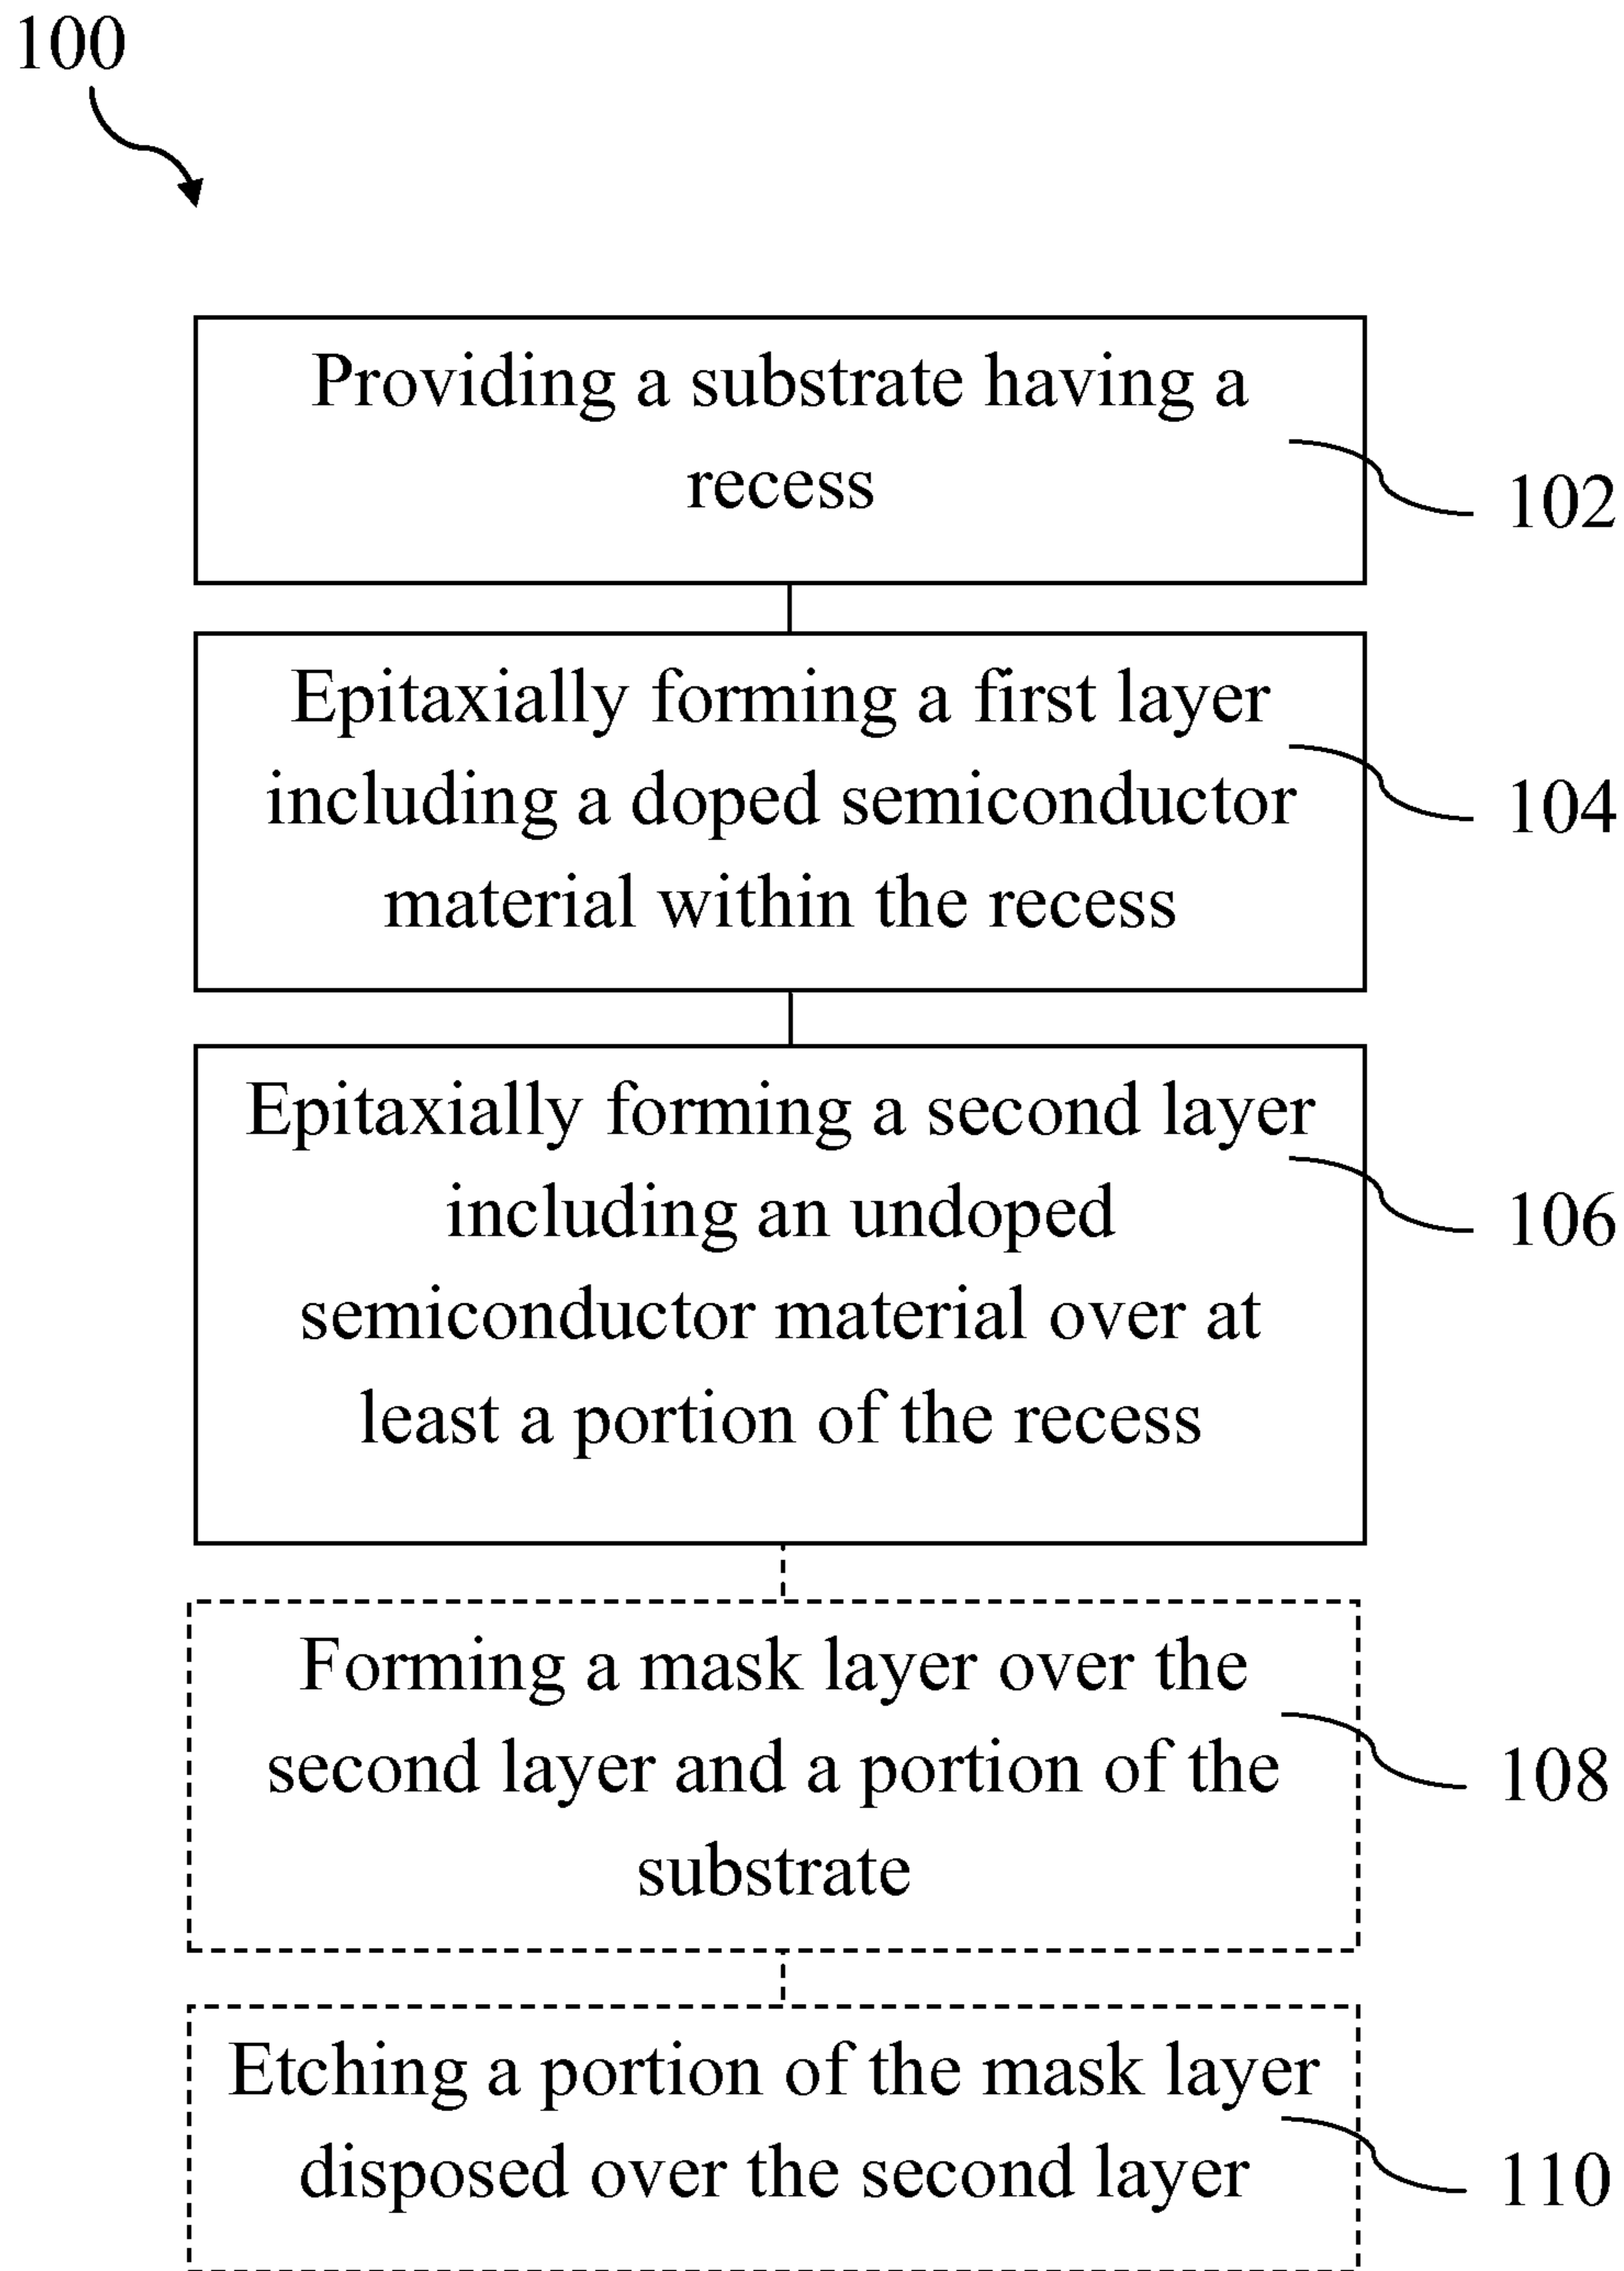 100
Providing a substrate having a
recess
102
Epitaxially forming a first layer
including a doped semiconductor
material within the recess
104
Epitaxially forming a second layer
including an undoped
semiconductor material over at
least a portion of the recess
106
Forming a mask layer over the
second layer and a portion of the
substrate
108
Etching a portion of the mask layer
disposed over the second layer
110